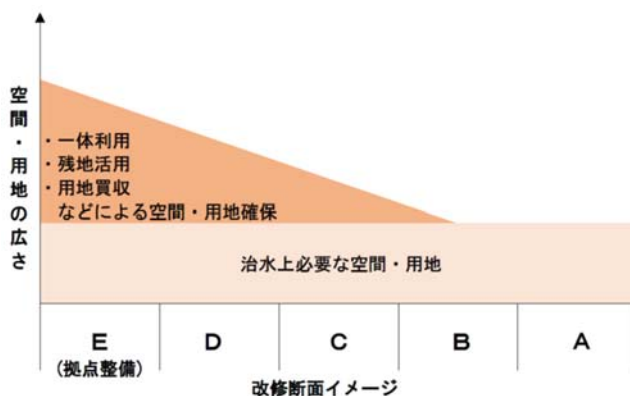 空間・用地の広さ
・一体利用
・残地活用
・用地買収
などによる空間・用地確保
治水上必要な空間・用地
E D C B A
(拠点整備)
改修断面イメージ